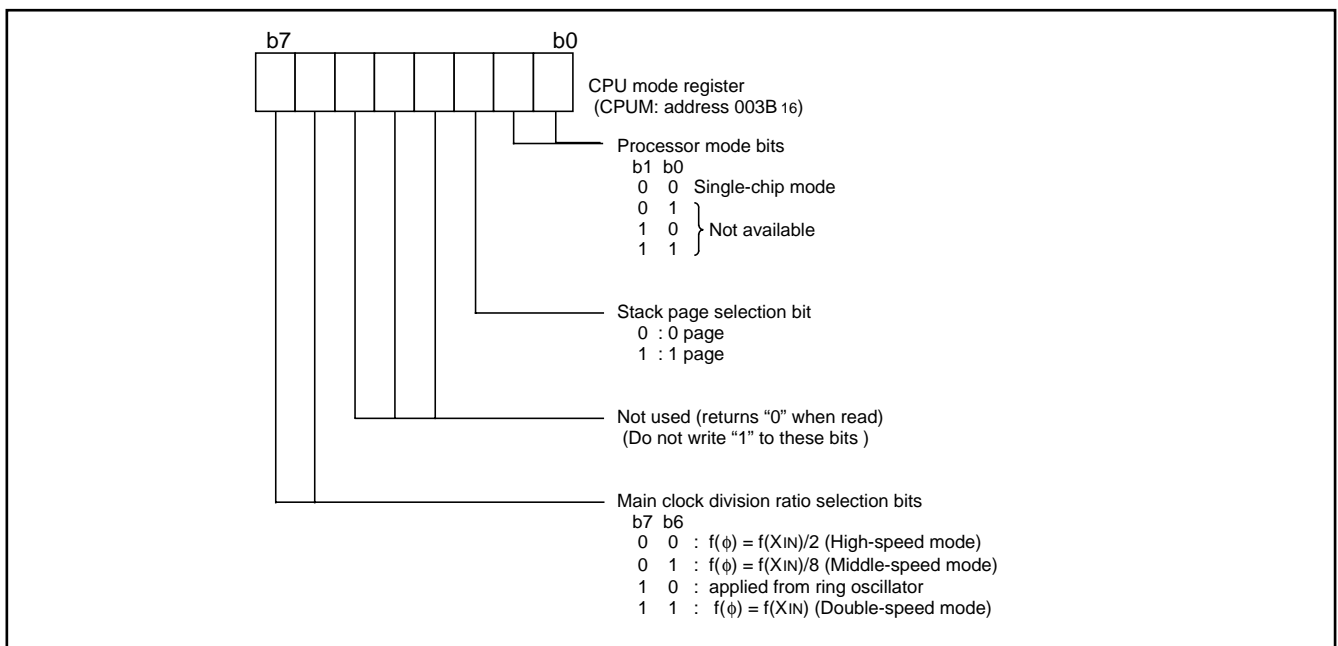 b7 b0
CPU mode register
(CPUM: address 003B 16)
Processor mode bits
b1 b0
0 0 Single-chip mode
0 1
1 0 Not available
1 1
Stack page selection bit
0 : 0 page
1 : 1 page
Not used (returns “0” when read)
(Do not write “1” to these bits )
Main clock division ratio selection bits
b7 b6
0 0 : f(ϕ) = f(XIN)/2 (High-speed mode)
0 1 : f(ϕ) = f(XIN)/8 (Middle-speed mode)
1 0 : applied from ring oscillator
1 1 : f(ϕ) = f(XIN) (Double-speed mode)